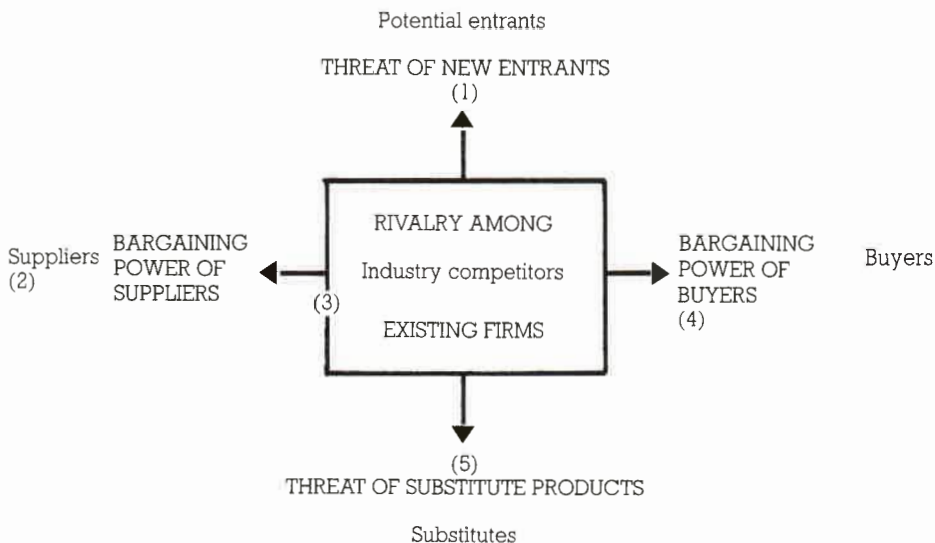 Potential entrants
THREAT OF NEW ENTRANTS
(1)
RIVALRY AMONG
Industry competitors
EXISTING FIRMS
Suppliers
(2)
BARGAINING
POWER OF
SUPPLIERS
(3)
BARGAINING
POWER OF
BUYERS
(4)
Buyers
(5)
THREAT OF SUBSTITUTE PRODUCTS
Substitutes